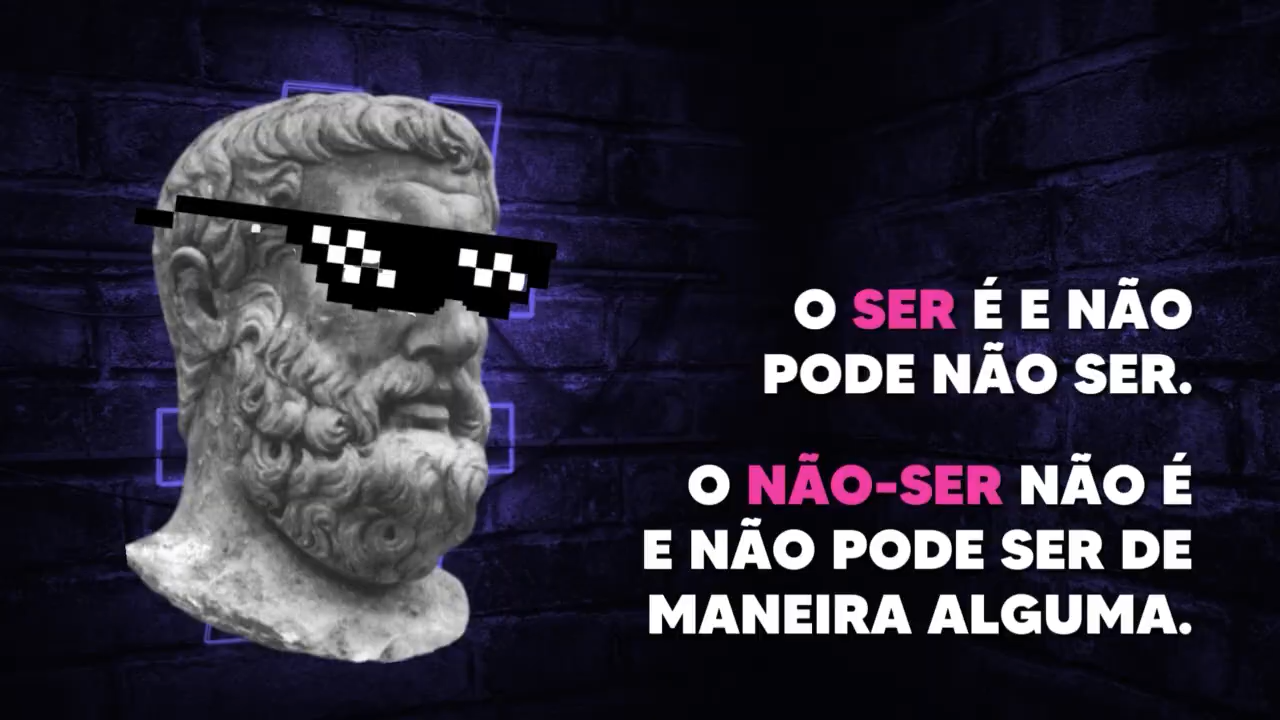 O SER É E NÃO
PODE NÃO SER.
O NÃO-SER NÃO É
E NÃO PODE SER DE
MANEIRA ALGUMA.